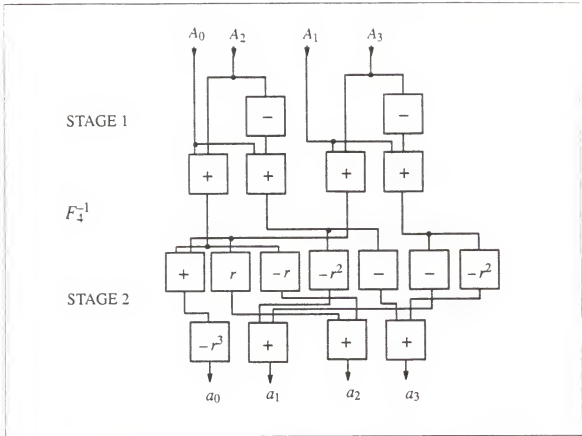 A₀ A₂ A₁ A₃
STAGE 1
− −
+ + + +
F₄⁻¹
+ r −r −r² − − −r²
STAGE 2
−r³ + + +
a₀ a₁ a₂ a₃